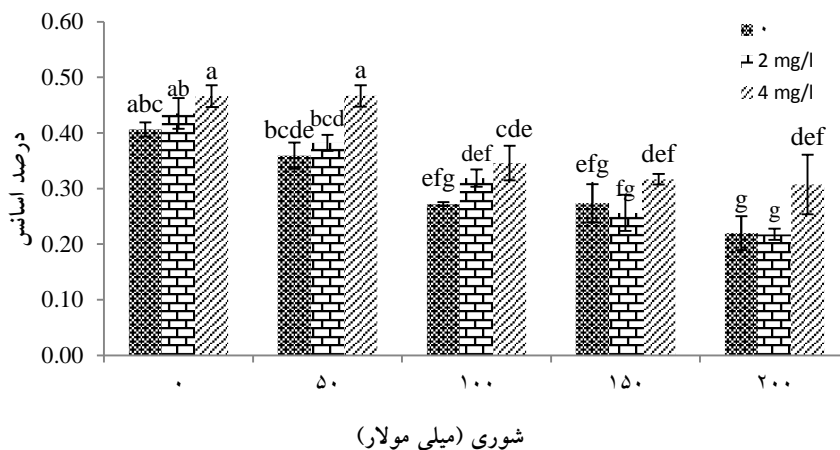 0.60
0.50
0.40
0.30
0.20
0.10
0.00
درصد اسانس
abc ab a
bcde bcd a
efg def cde
efg fg def
g g def
۰ ۵۰ ۱۰۰ ۱۵۰ ۲۰۰
شوری (میلی مولار)
۰
2 mg/l
4 mg/l